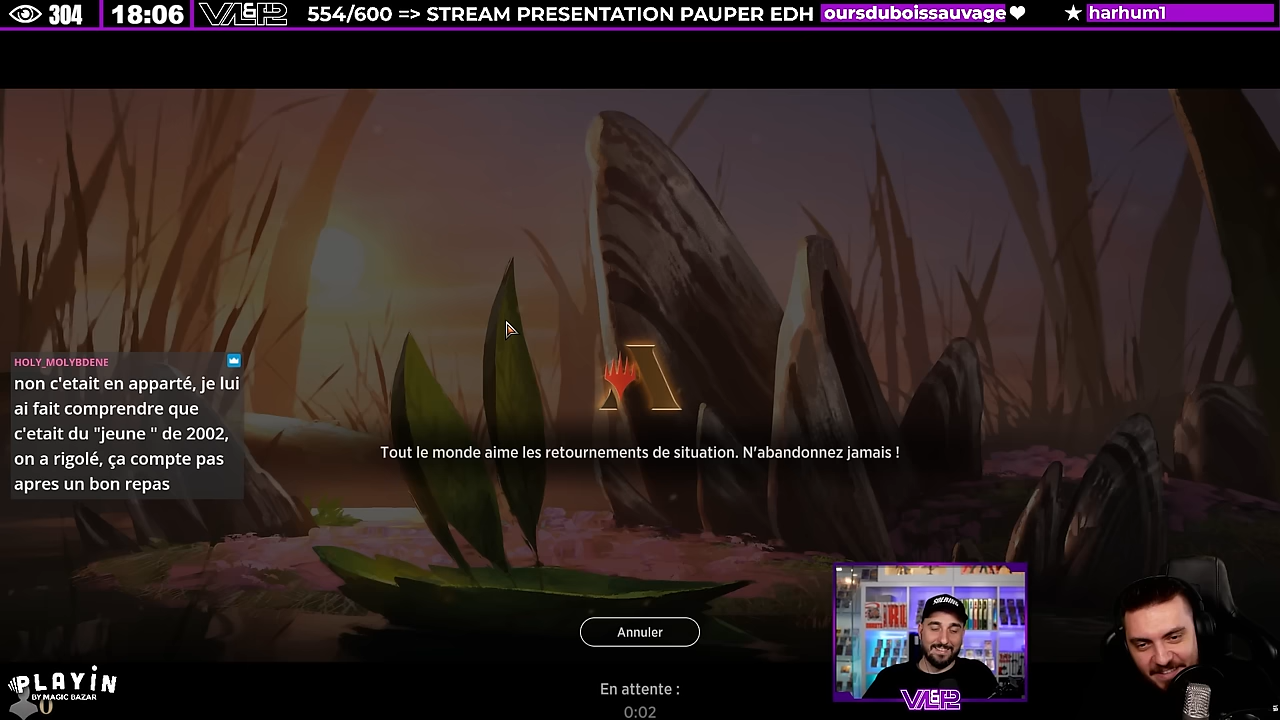 304
18:06
554/600 => STREAM PRESENTATION PAUPER EDH
oursduboissauvage
harhum1
HOLY_MOLYBDENE
non c'etait en apparté, je lui
ai fait comprendre que
c'etait du "jeune " de 2002,
on a rigolé, ça compte pas
apres un bon repas
Tout le monde aime les retournements de situation. N'abandonnez jamais !
Annuler
En attente :
0:02
PLAYIN
BY MAGIC BAZAR
0